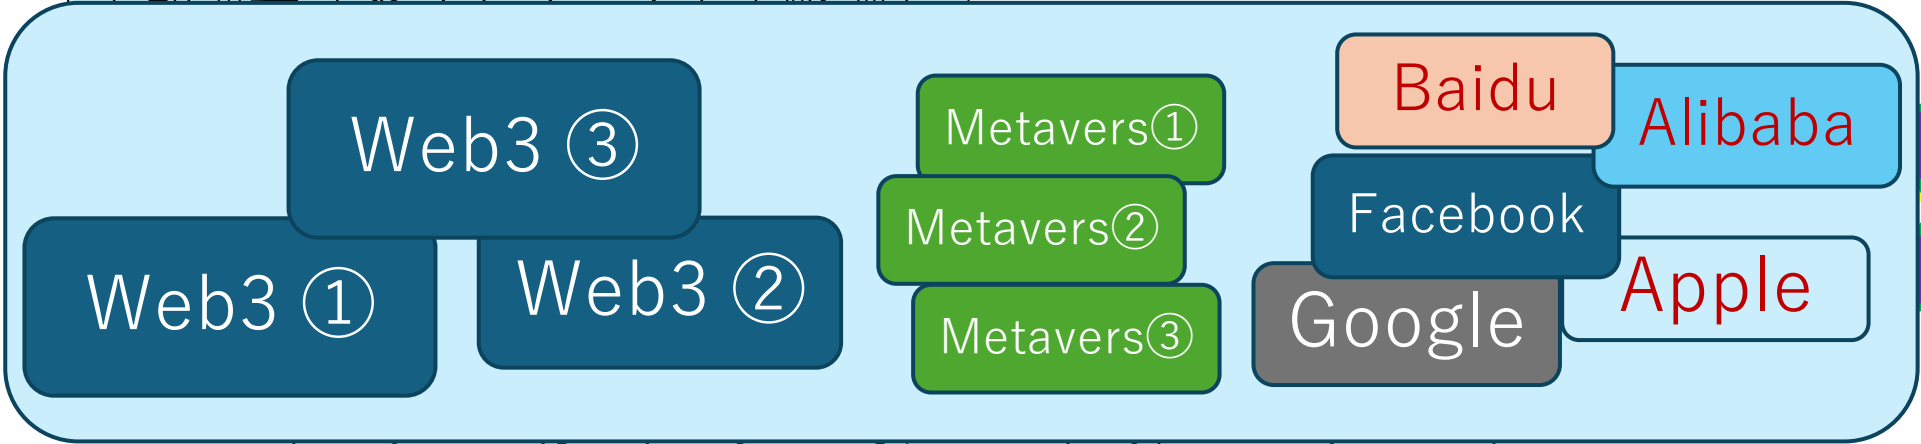 Web3 ③
Web3 ①
Web3 ②
Metavers①
Metavers②
Metavers③
Baidu
Alibaba
Facebook
Apple
Google